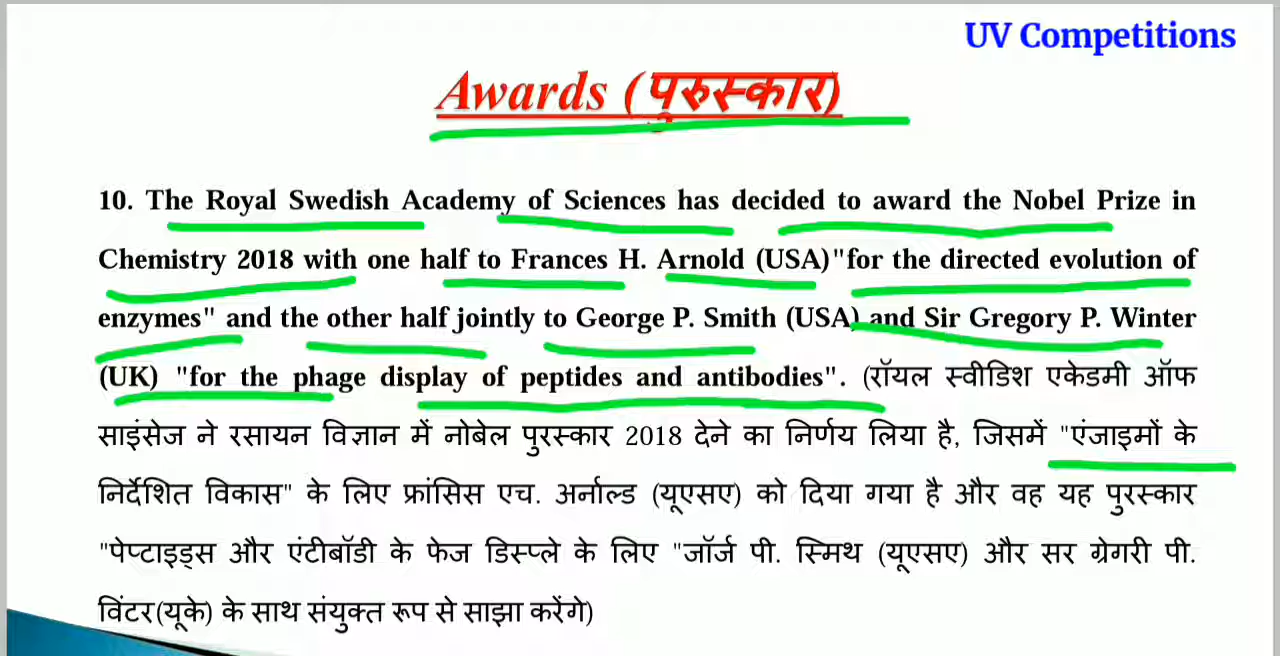 UV Competitions
Awards (पुरुस्कार)
10. The Royal Swedish Academy of Sciences has decided to award the Nobel Prize in
Chemistry 2018 with one half to Frances H. Arnold (USA)"for the directed evolution of
enzymes" and the other half jointly to George P. Smith (USA) and Sir Gregory P. Winter
(UK) "for the phage display of peptides and antibodies". (रॉयल स्वीडिश एकेडमी ऑफ
साइंसेज ने रसायन विज्ञान में नोबेल पुरस्कार 2018 देने का निर्णय लिया है, जिसमें "एंजाइमों के
निर्देशित विकास" के लिए फ्रांसिस एच. अर्नाल्ड (यूएसए) को दिया गया है और वह यह पुरस्कार
"पेप्टाइड्स और एंटीबॉडी के फेज डिस्प्ले के लिए "जॉर्ज पी. स्मिथ (यूएसए) और सर ग्रेगरी पी.
विंटर(यूके) के साथ संयुक्त रूप से साझा करेंगे)